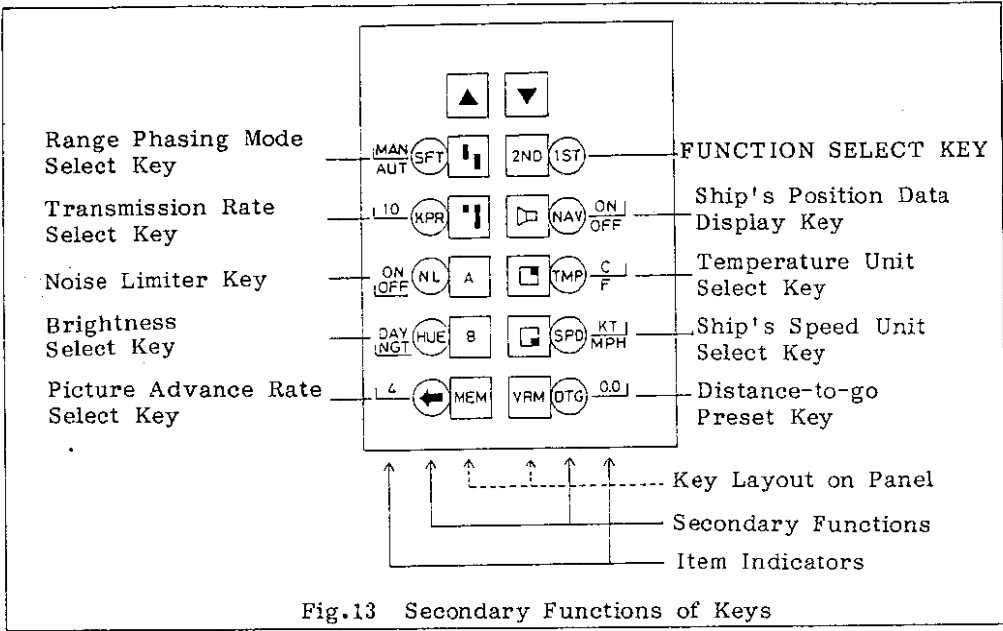 Range Phasing Mode
Select Key
MAN
AUT
SFT
2ND
1ST
FUNCTION SELECT KEY
Transmission Rate
Select Key
10
KPR
NAV
ON
OFF
Ship's Position Data
Display Key
Noise Limiter Key
ON
OFF
NL
A
TMP
C
F
Temperature Unit
Select Key
Brightness
Select Key
DAY
NGT
HUE
B
SPD
KT
MPH
Ship's Speed Unit
Select Key
Picture Advance Rate
Select Key
4
MEM
VRM
DTG
0.0
Distance-to-go
Preset Key
Key Layout on Panel
Secondary Functions
Item Indicators
Fig.13 Secondary Functions of Keys